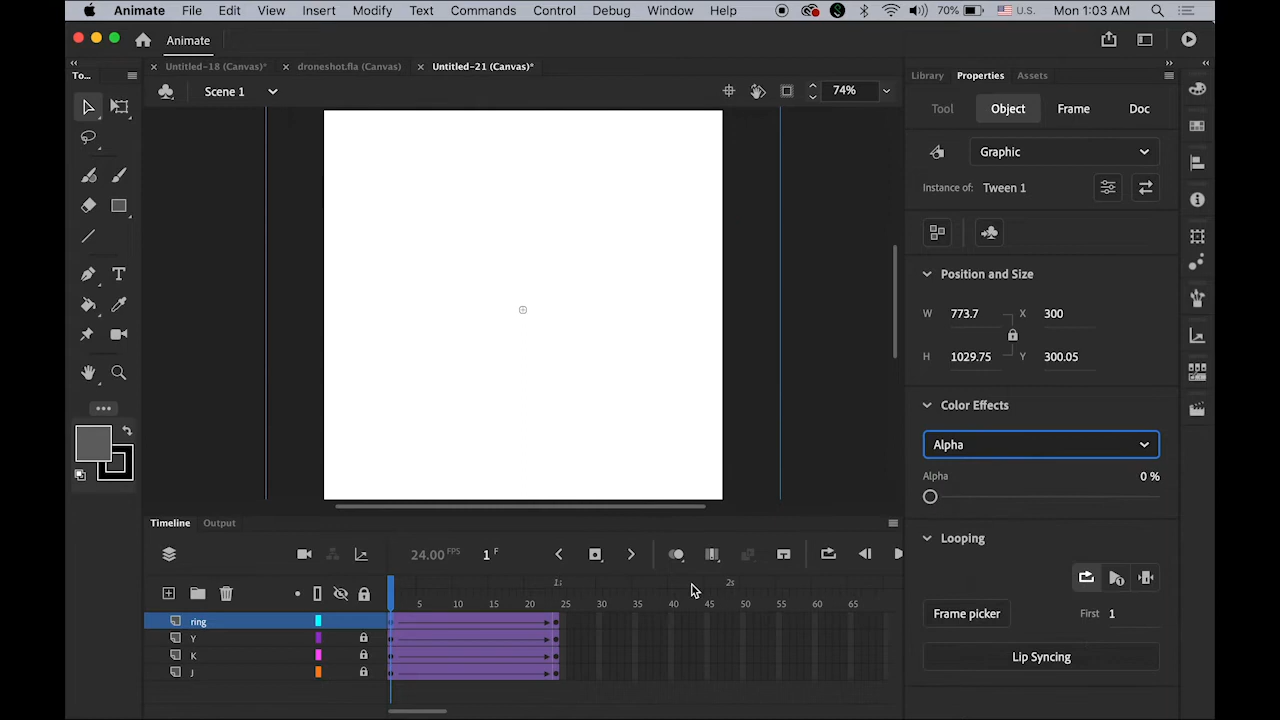 Animate File Edit View Insert Modify Text Commands Control Debug Window Help 70% U.S. Mon 1:03 AM
Animate
Untitled-18 (Canvas)* droneshot.fla (Canvas) Untitled-21 (Canvas)*
To...
Library Properties Assets
Scene 1 74%
Tool Object Frame Doc
Graphic
Instance of: Tween 1
Position and Size
W 773.7 X 300
H 1029.75 Y 300.05
Color Effects
Alpha
Alpha 0 %
Looping
Frame picker First 1
Lip Syncing
Timeline Output
24.00 FPS 1 F
1s 2s
5 10 15 20 25 30 35 40 45 50 55 60 65
ring
Y
K
J